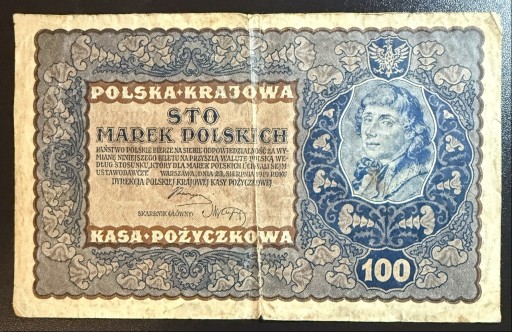 POLSKA·KRAJOWA
STO
MAREK POLSKICH
PAŃSTWO POLSKIE BIERZE NA SIEBIE ODPOWIEDZIALNOŚĆ ZA WY-
MIANĘ NINIEJSZEGO BILETU NA PRZYSZŁĄ WALUTĘ POLSKĄ WE-
DŁUG STOSUNKU, KTÓRY DLA MAREK POLSKICH UCHWALI SEJM
USTAWODAWCZY WARSZAWA, DNIA 23 SIERPNIA 1919 ROKU
DYREKCJA POLSKIEJ KRAJOWEJ KASY POŻYCZKOWEJ
SKARBNIK GŁÓWNY:
KASA·POŻYCZKOWA
100